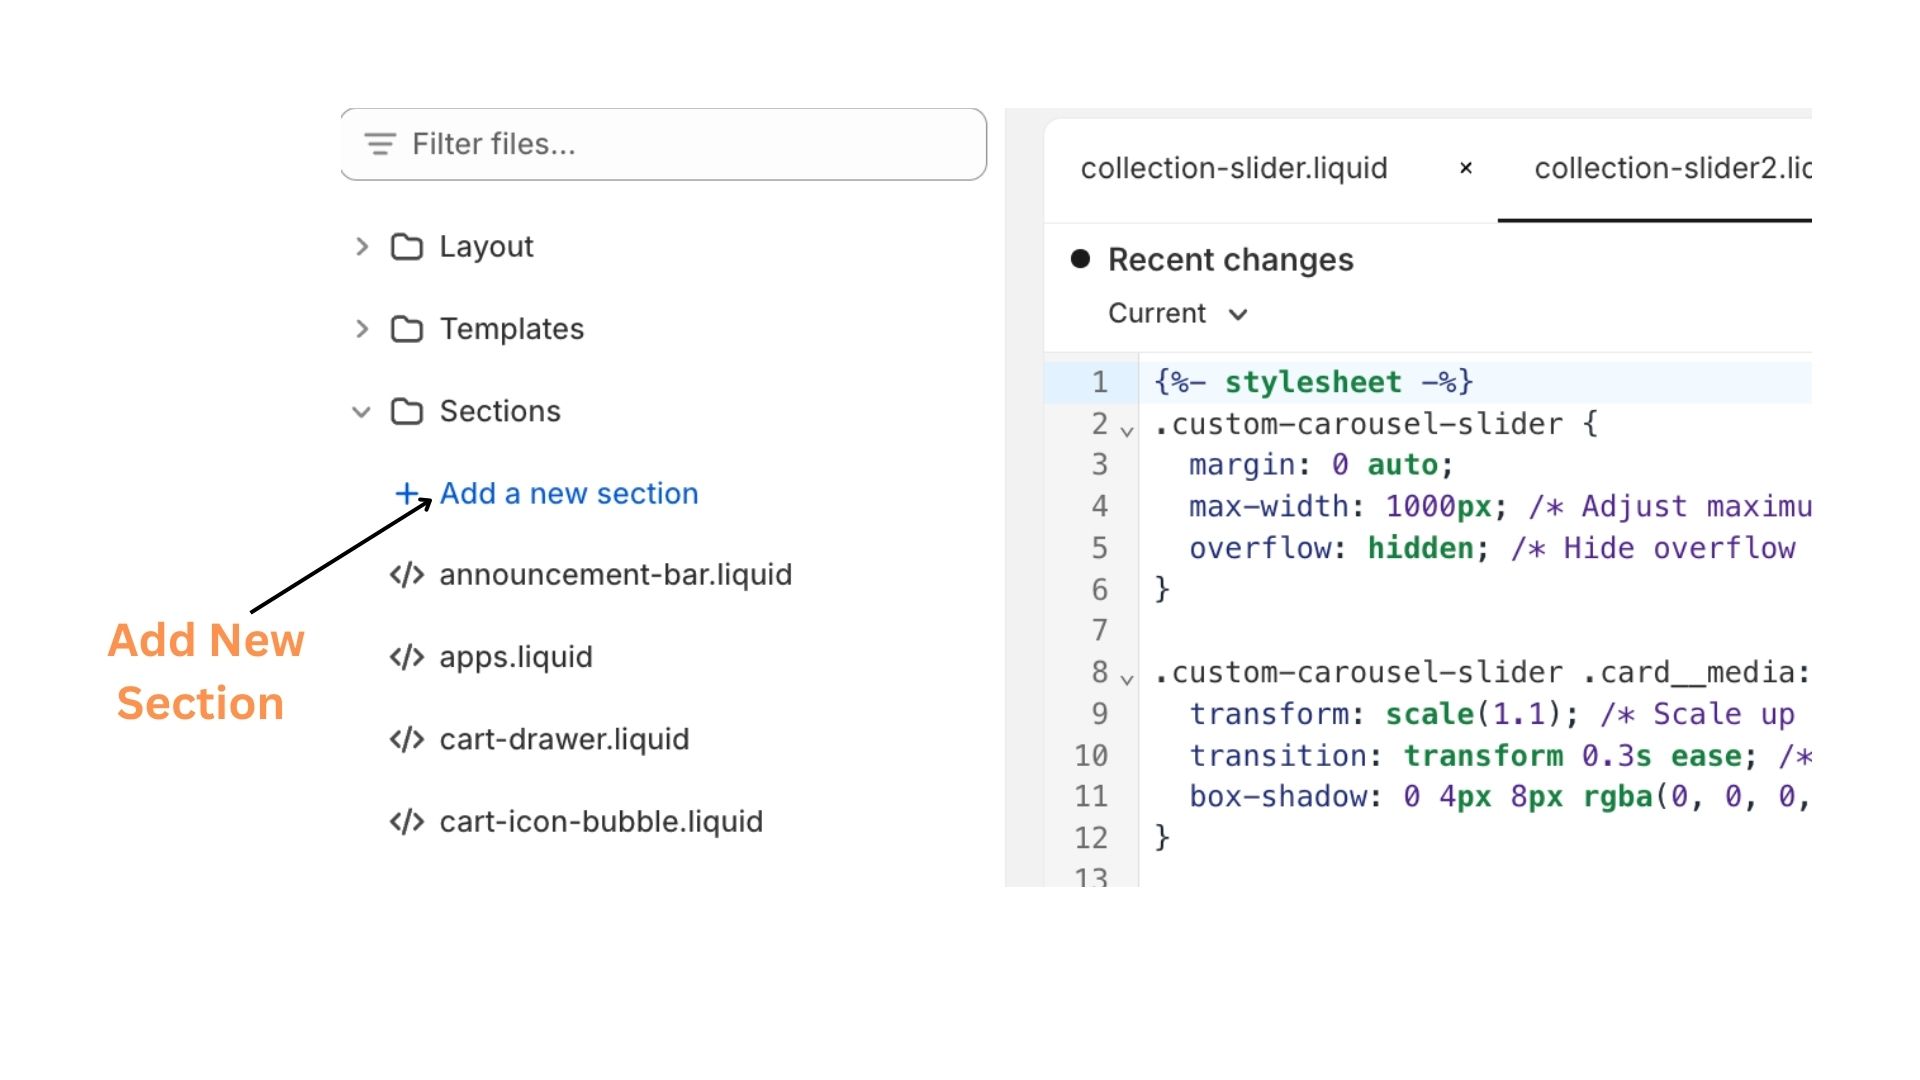 Filter files...
Layout
Templates
Sections
Add a new section
announcement-bar.liquid
apps.liquid
cart-drawer.liquid
cart-icon-bubble.liquid
Add New
Section
collection-slider.liquid ×
collection-slider2.lic
Recent changes
Current
1 {%- stylesheet -%}
2 .custom-carousel-slider {
3 margin: 0 auto;
4 max-width: 1000px; /* Adjust maximu
5 overflow: hidden; /* Hide overflow
6 }
7
8 .custom-carousel-slider .card__media:
9 transform: scale(1.1); /* Scale up
10 transition: transform 0.3s ease; /*
11 box-shadow: 0 4px 8px rgba(0, 0, 0,
12 }
13